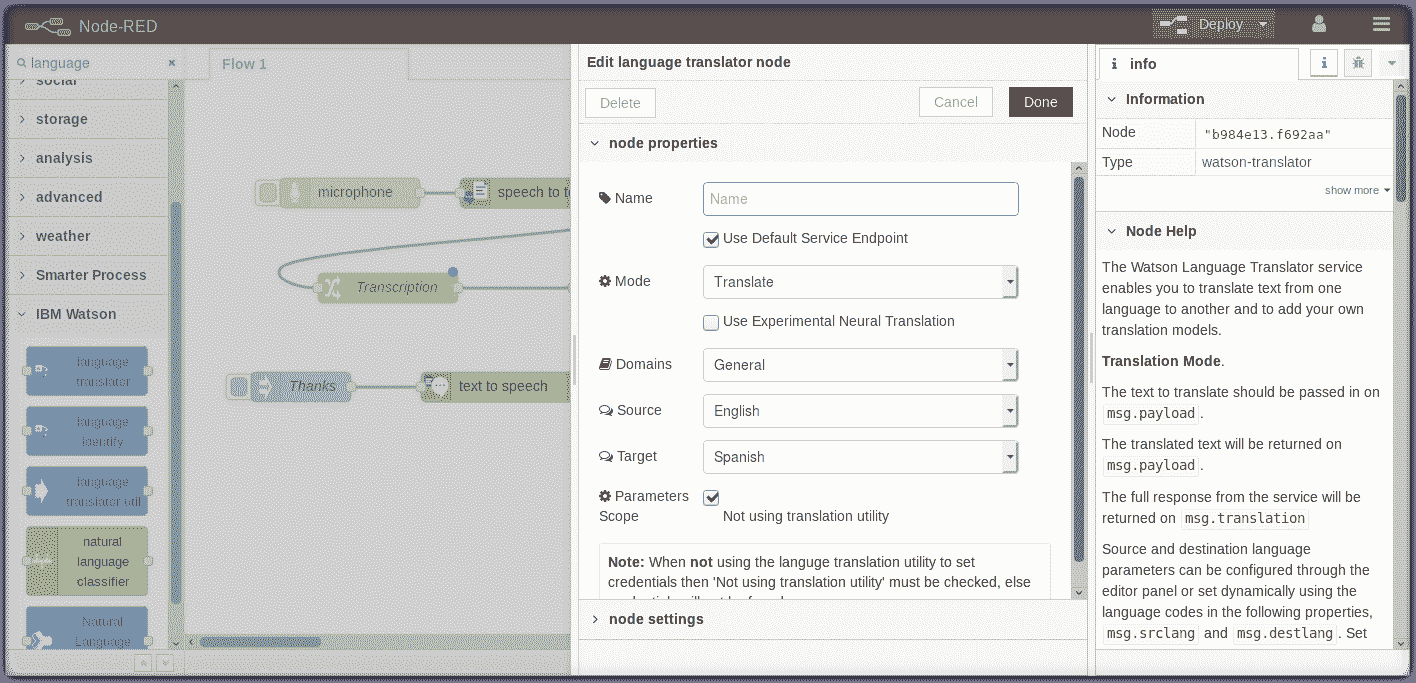 Node-RED
Deploy
language
×
social
storage
analysis
advanced
weather
Smarter Process
IBM Watson
language
translator
language
identify
language
translator util
natural
language
classifier
Natural
Language
Flow 1
microphone
speech to t
Transcription
Thanks
text to speech
Edit language translator node
Delete
Cancel
Done
node properties
Name
Name
Use Default Service Endpoint
Mode
Translate
Use Experimental Neural Translation
Domains
General
Source
English
Target
Spanish
Parameters
Scope
Not using translation utility
Note: When not using the languge translation utility to set
credentials then 'Not using translation utility' must be checked, else
node settings
i info
i
Information
Node
"b984e13.f692aa"
Type
watson-translator
show more
Node Help
The Watson Language Translator service
enables you to translate text from one
language to another and to add your own
translation models.
Translation Mode.
The text to translate should be passed in on
msg.payload.
The translated text will be returned on
msg.payload.
The full response from the service will be
returned on msg.translation
Source and destination language
parameters can be configured through the
editor panel or set dynamically using the
language codes in the following properties,
msg.srclang and msg.destlang. Set